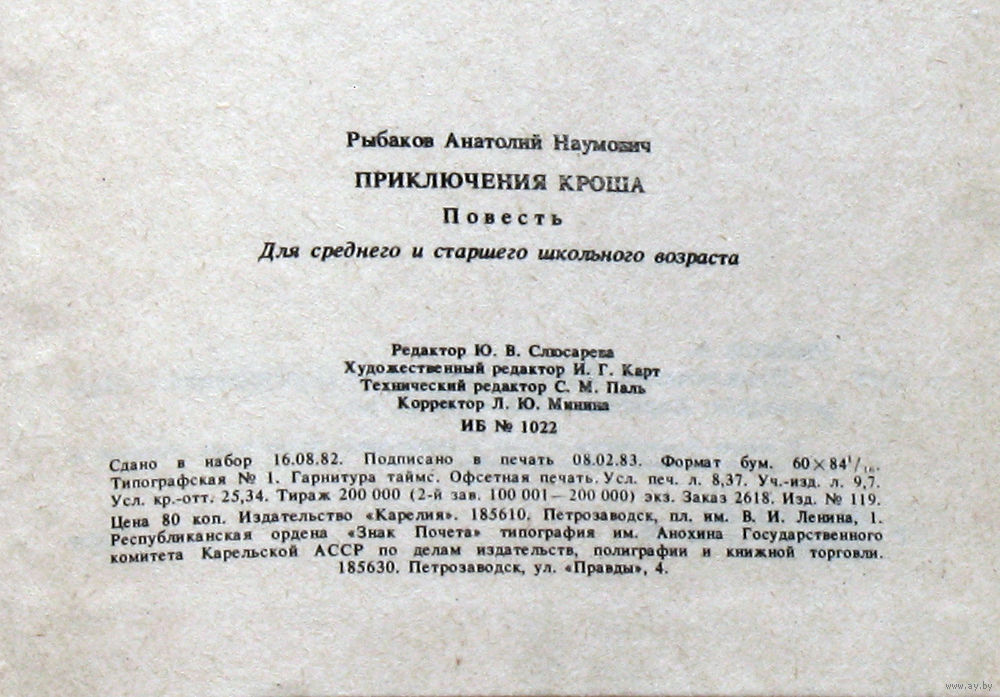 Рыбаков Анатолий Наумович
ПРИКЛЮЧЕНИЯ КРОША
Повесть
Для среднего и старшего школьного возраста
Редактор Ю. В. Слюсарева
Художественный редактор И. Г. Карт
Технический редактор С. М. Паль
Корректор Л. Ю. Минина
ИБ № 1022
Сдано в набор 16.08.82. Подписано в печать 08.02.83. Формат бум. 60×84¹/₁₆.
Типографская № 1. Гарнитура таймс. Офсетная печать. Усл. печ. л. 8,37. Уч.-изд. л. 9,7.
Усл. кр.-отт. 25,34. Тираж 200 000 (2-й зав. 100 001—200 000) экз. Заказ 2618. Изд. № 119.
Цена 80 коп. Издательство «Карелия». 185610. Петрозаводск, пл. им. В. И. Ленина, 1.
Республиканская ордена «Знак Почета» типография им. Анохина Государственного
комитета Карельской АССР по делам издательств, полиграфии и книжной торговли.
185630. Петрозаводск, ул. «Правды», 4.
www.ay.by